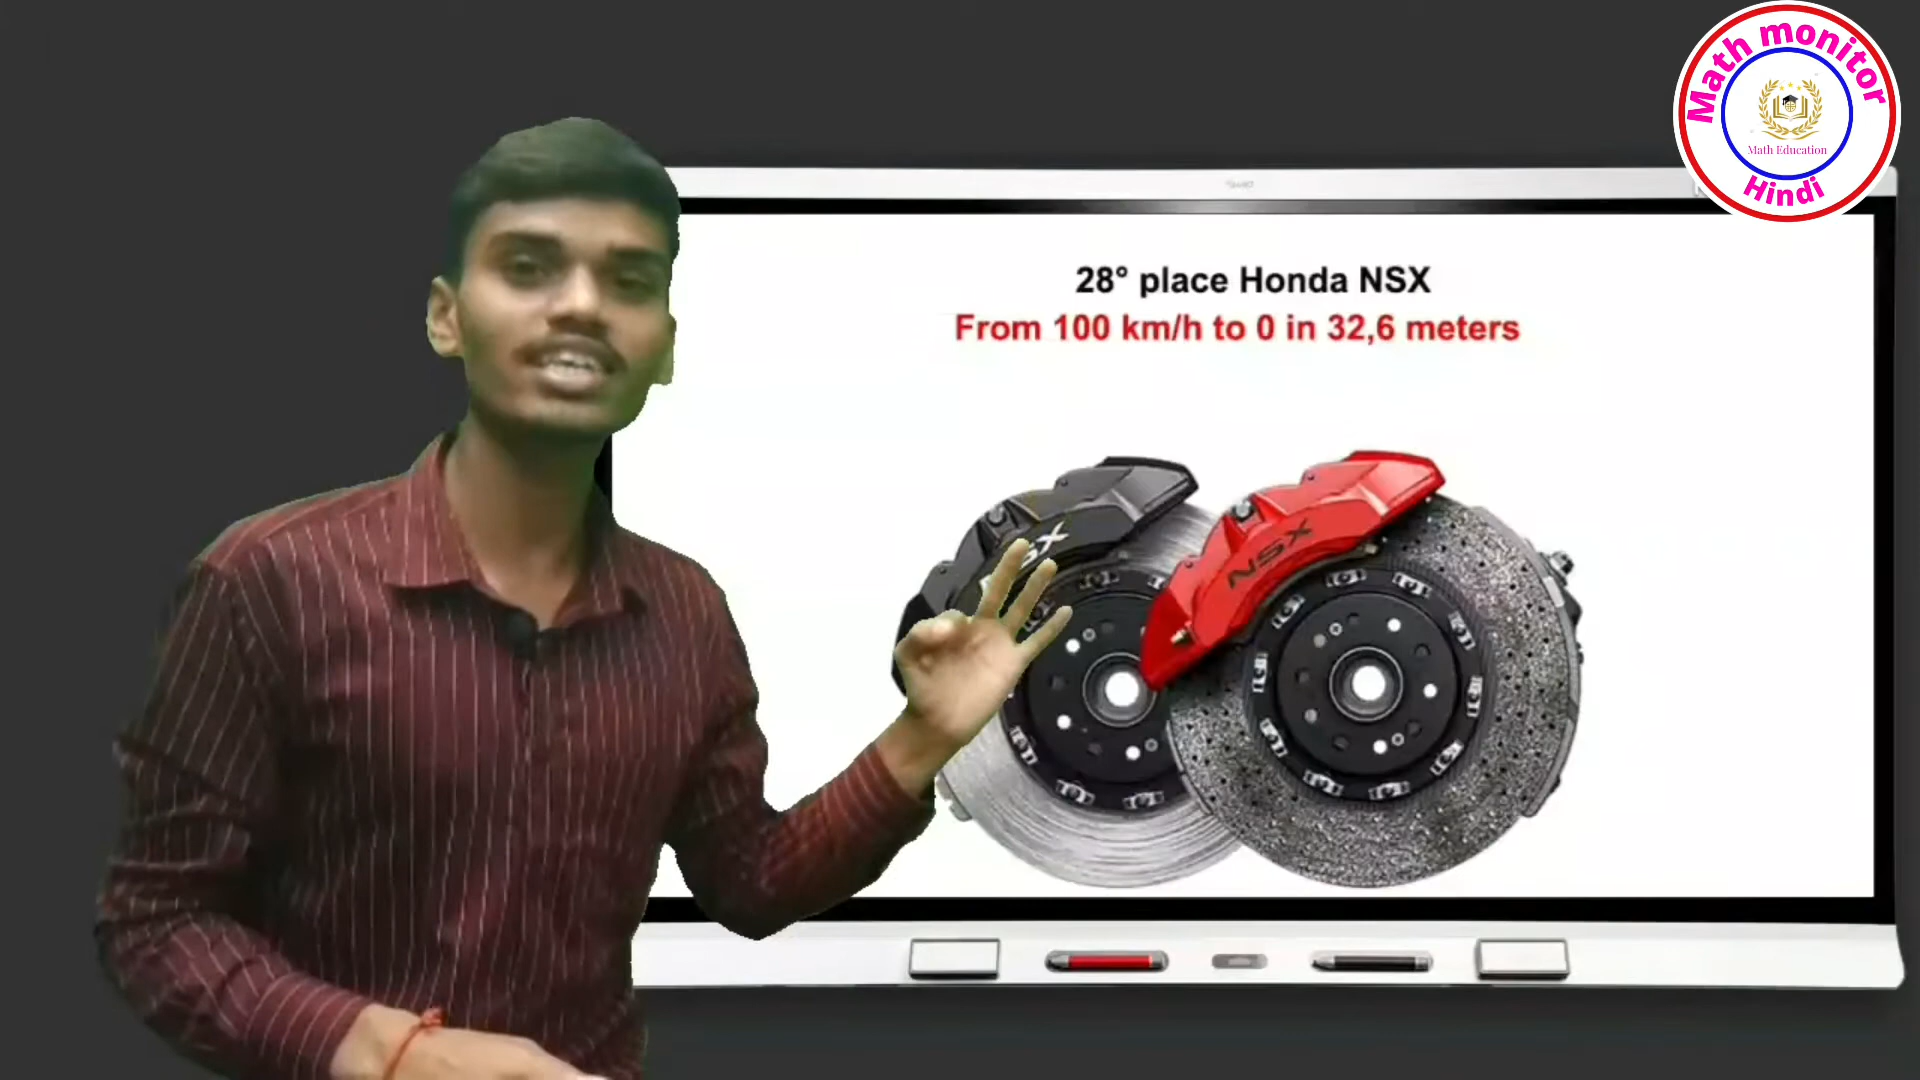 Math monitor
Math Education
Hindi
28° place Honda NSX
From 100 km/h to 0 in 32,6 meters
NSX
NSX